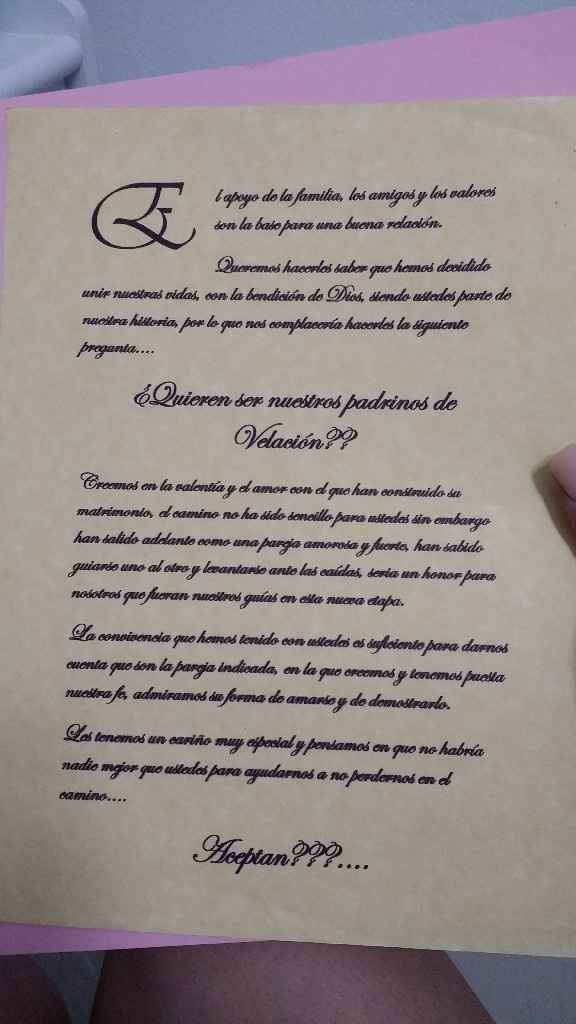 El apoyo de la familia, los amigos y los valores
son la base para una buena relación.
Queremos hacerles saber que hemos decidido
unir nuestras vidas, con la bendición de Dios, siendo ustedes parte de
nuestra historia, por lo que nos complacería hacerles la siguiente
pregunta....
¿Quieren ser nuestros padrinos de
Velación??
Creemos en la valentía y el amor con el que han construido su
matrimonio, el camino no ha sido sencillo para ustedes sin embargo
han salido adelante como una pareja amorosa y fuerte, han sabido
guiarse uno al otro y levantarse ante las caídas, seria un honor para
nosotros que fueran nuestros guías en esta nueva etapa.
La convivencia que hemos tenido con ustedes es suficiente para darnos
cuenta que son la pareja indicada, en la que creemos y tenemos puesta
nuestra fe, admiramos su forma de amarse y de demostrarlo.
Les tenemos un cariño muy especial y pensamos en que no habría
nadie mejor que ustedes para ayudarnos a no perdernos en el
camino....
Aceptan???....